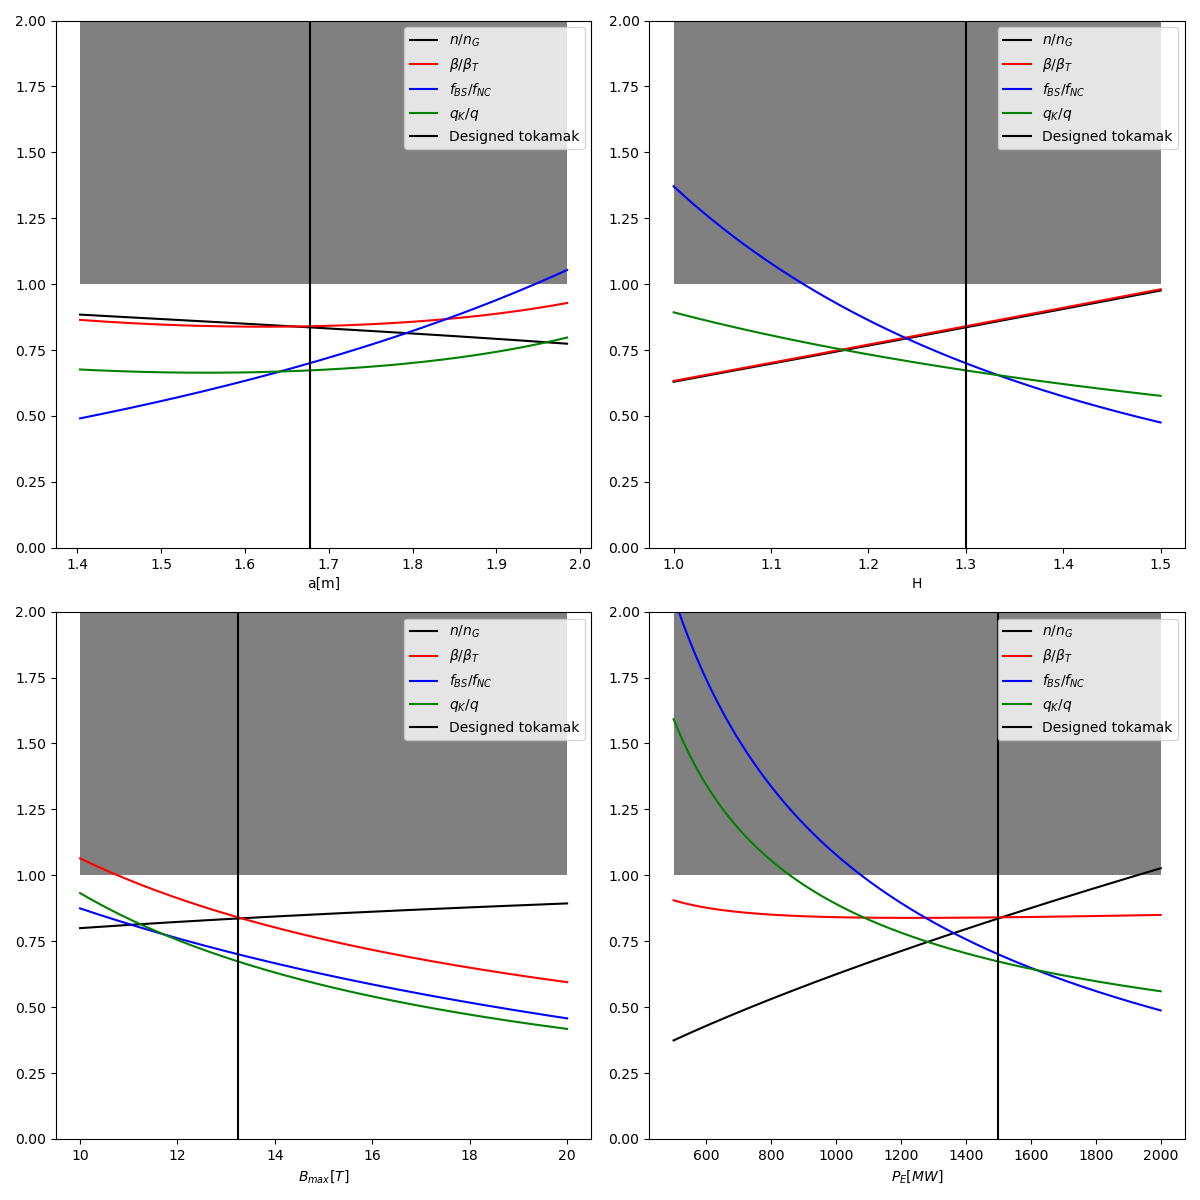 2.00
1.75
1.50
1.25
1.00
0.75
0.50
0.25
0.00
1.4 1.5 1.6 1.7 1.8 1.9 2.0
a[m]
n/n_G
β/β_T
f_BS/f_NC
q_K/q
Designed tokamak
2.00
1.75
1.50
1.25
1.00
0.75
0.50
0.25
0.00
1.0 1.1 1.2 1.3 1.4 1.5
H
n/n_G
β/β_T
f_BS/f_NC
q_K/q
Designed tokamak
2.00
1.75
1.50
1.25
1.00
0.75
0.50
0.25
0.00
10 12 14 16 18 20
B_max[T]
n/n_G
β/β_T
f_BS/f_NC
q_K/q
Designed tokamak
2.00
1.75
1.50
1.25
1.00
0.75
0.50
0.25
0.00
600 800 1000 1200 1400 1600 1800 2000
P_E[MW]
n/n_G
β/β_T
f_BS/f_NC
q_K/q
Designed tokamak